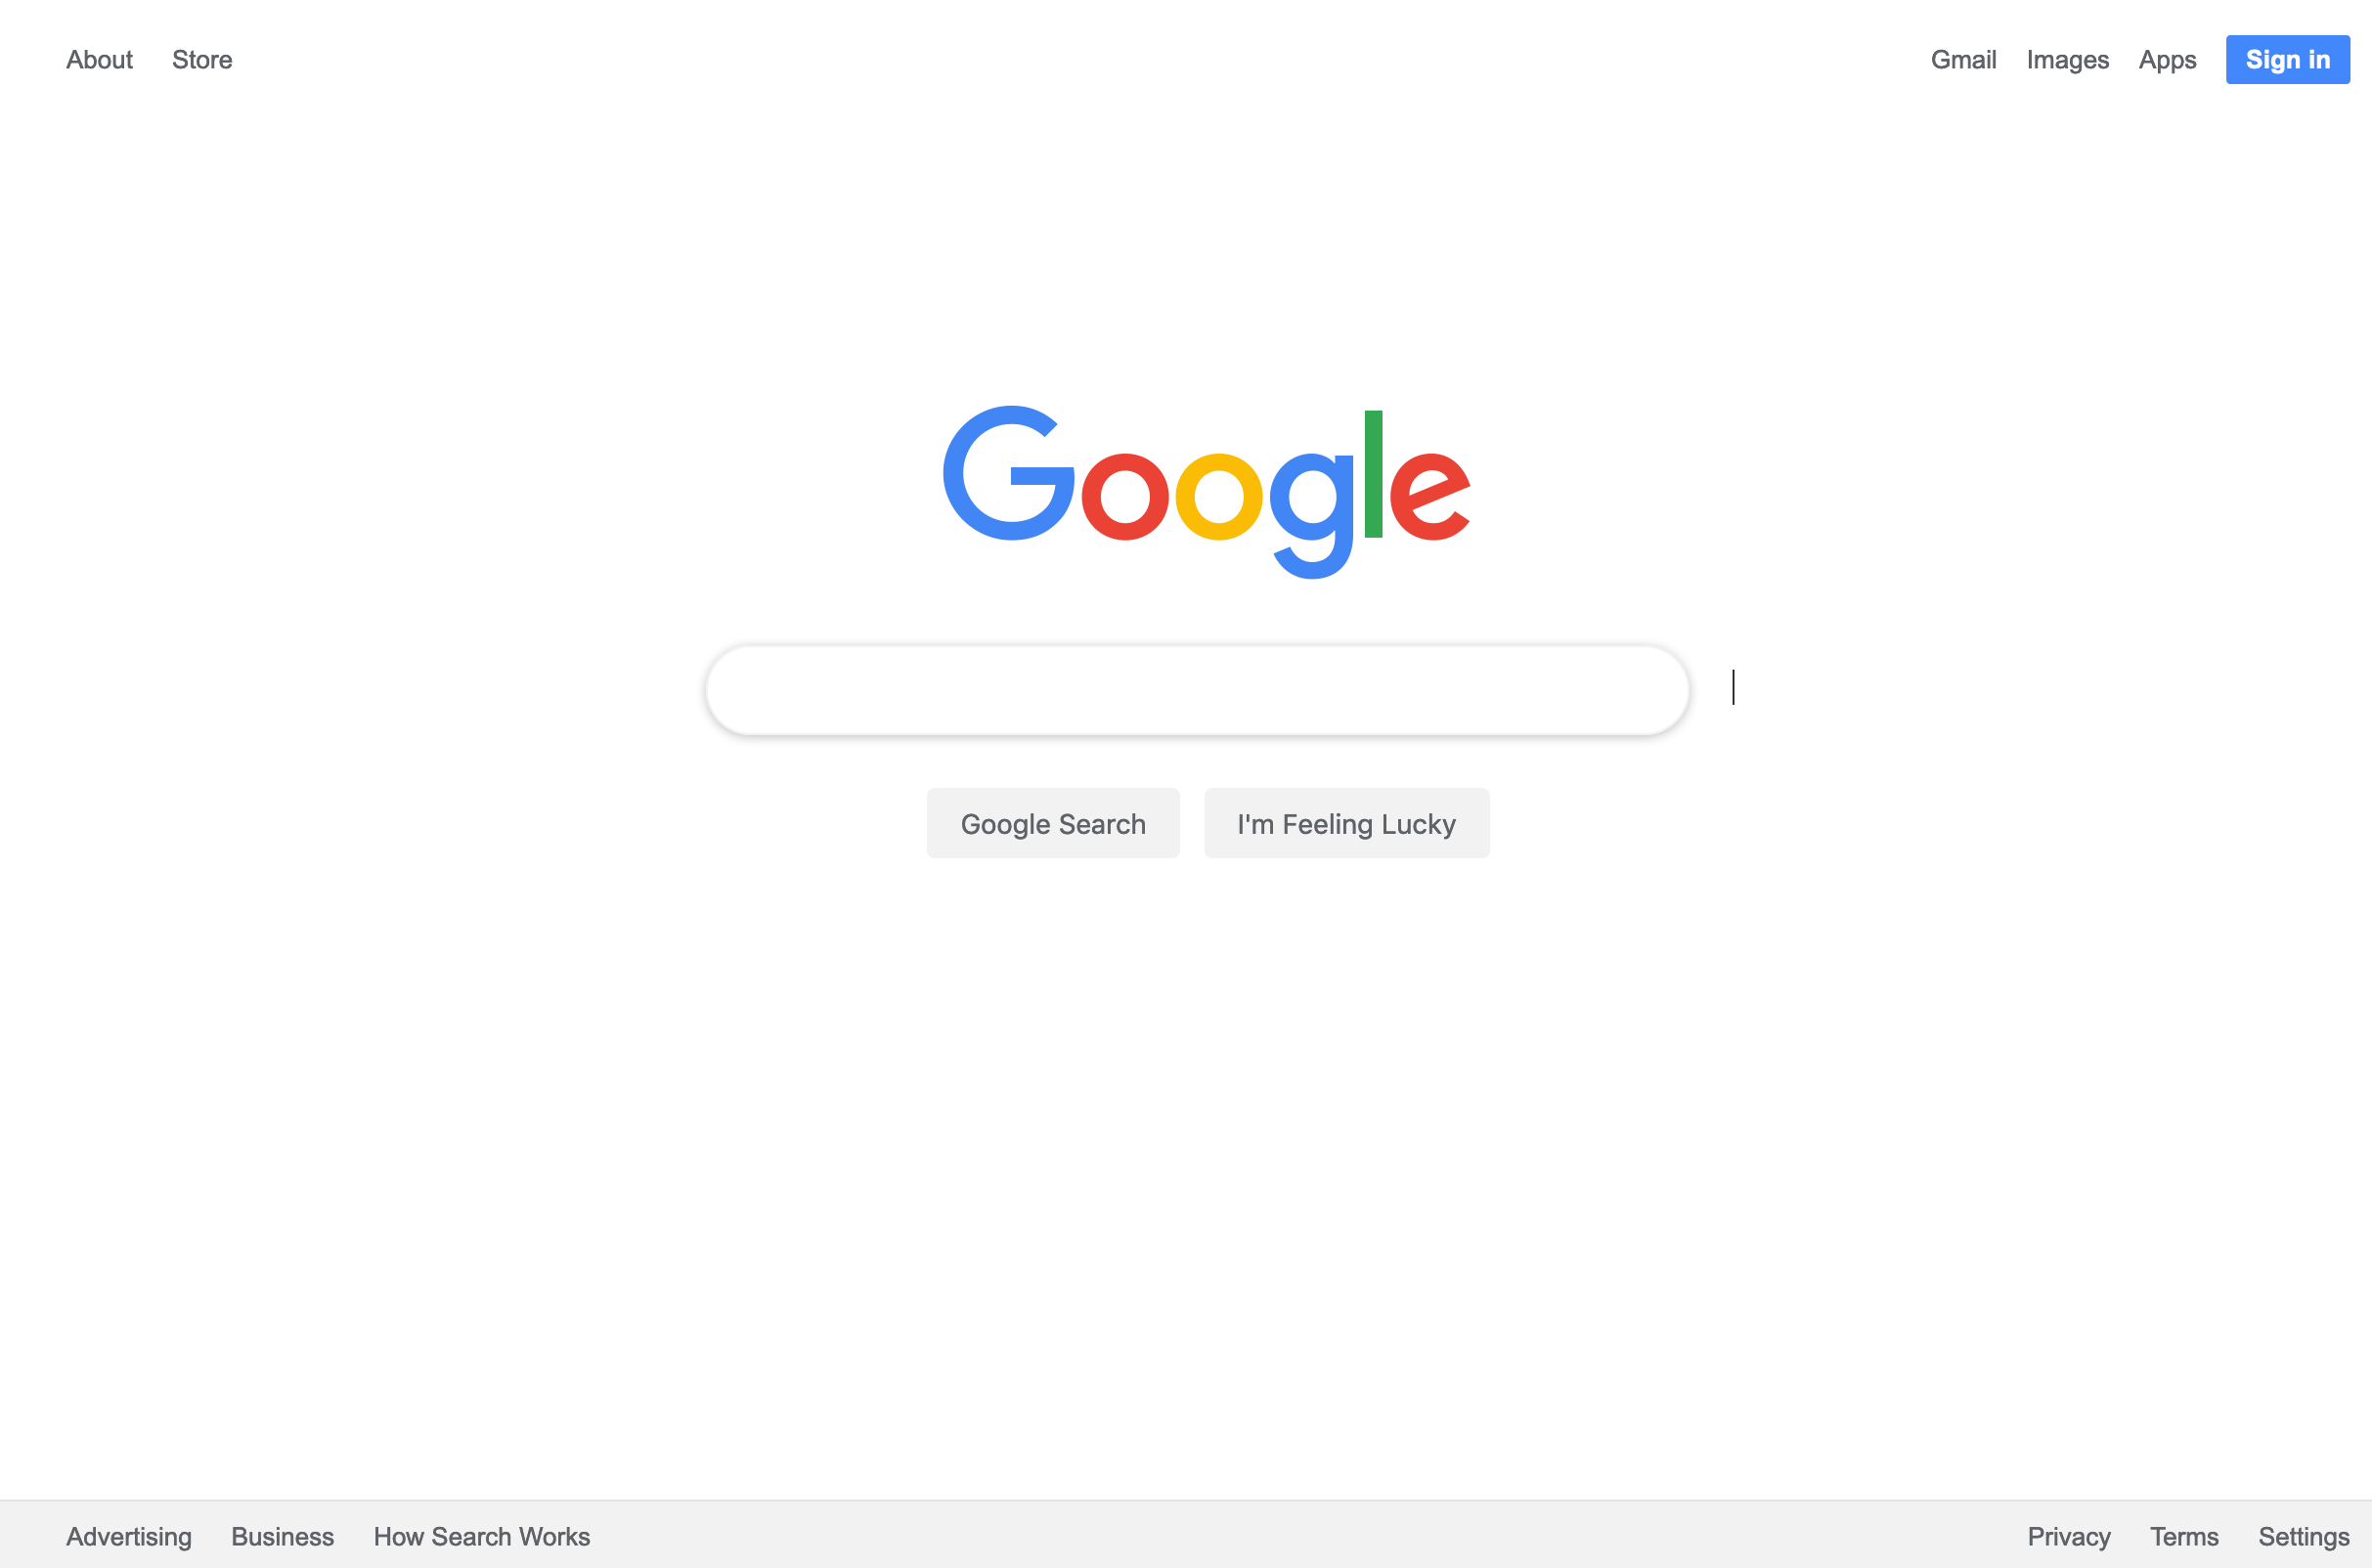 About Store Gmail Images Apps Sign in
Google
Google Search I'm Feeling Lucky
Advertising Business How Search Works Privacy Terms Settings